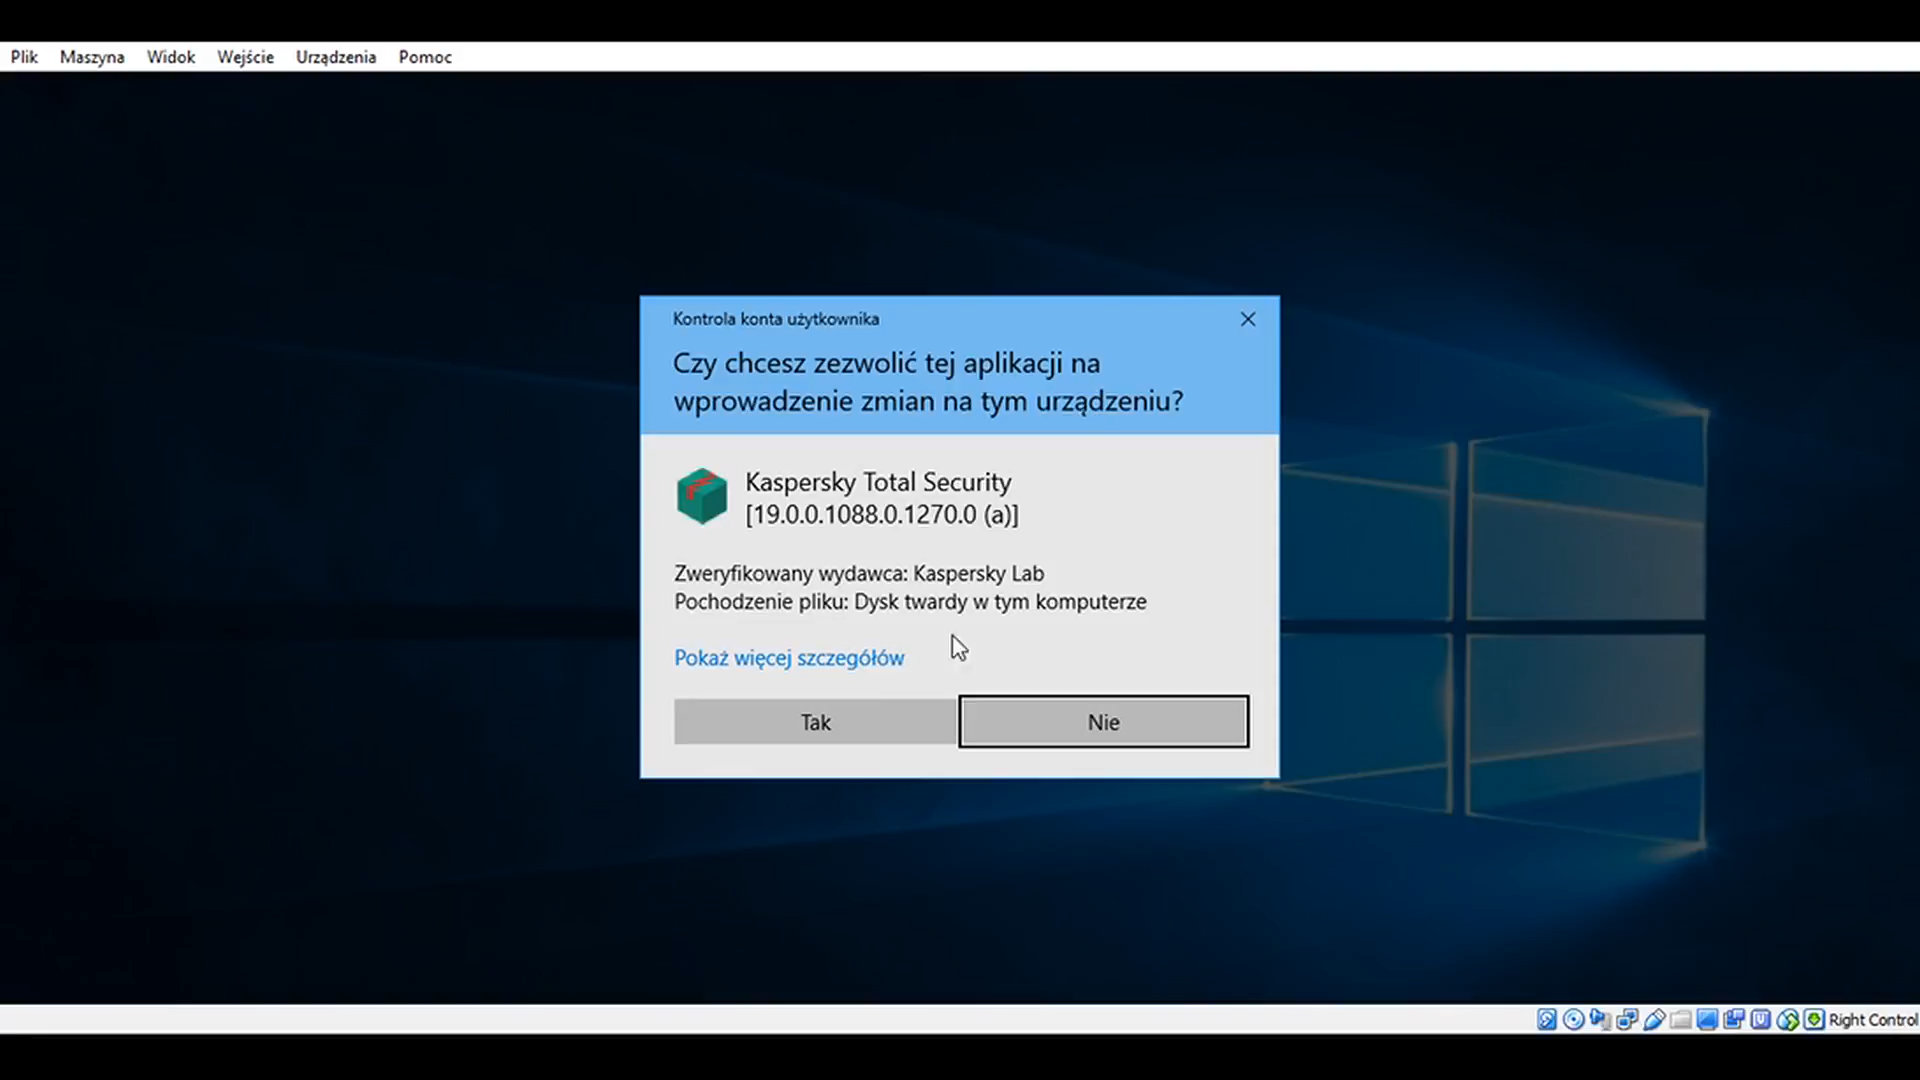 Plik Maszyna Widok Wejście Urządzenia Pomoc
Kontrola konta użytkownika
Czy chcesz zezwolić tej aplikacji na
wprowadzenie zmian na tym urządzeniu?
Kaspersky Total Security
[19.0.0.1088.0.1270.0 (a)]
Zweryfikowany wydawca: Kaspersky Lab
Pochodzenie pliku: Dysk twardy w tym komputerze
Pokaż więcej szczegółów
Tak Nie
Right Control